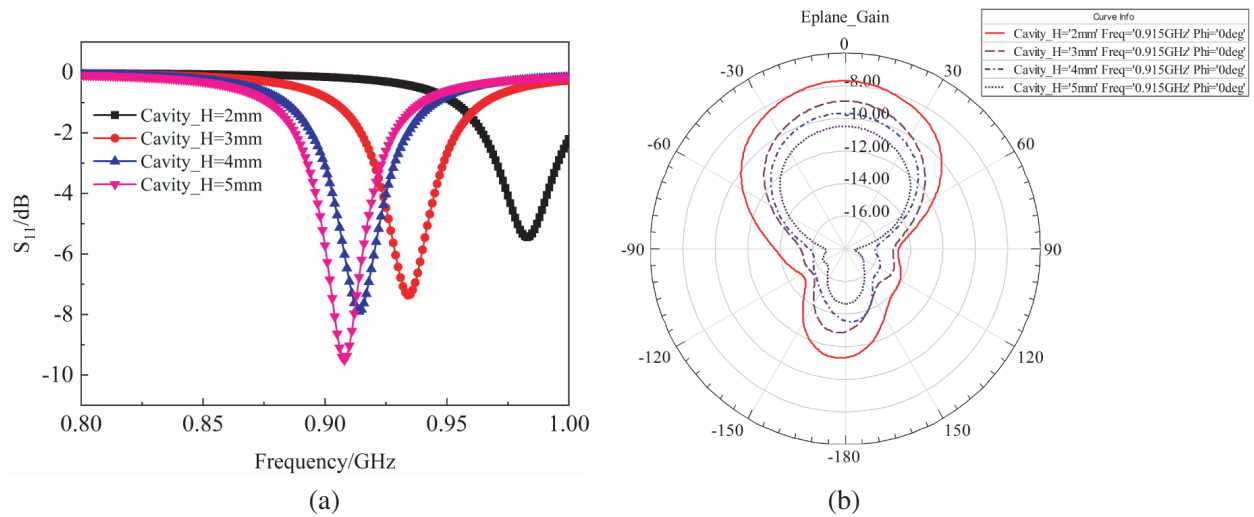 0
-2
-4
-6
-8
-10
S11/dB
Cavity_H=2mm
Cavity_H=3mm
Cavity_H=4mm
Cavity_H=5mm
0.80
0.85
0.90
0.95
1.00
Frequency/GHz
(a)
Eplane_Gain
Curve Info
Cavity_H='2mm' Freq='0.915GHz' Phi='0deg'
Cavity_H='3mm' Freq='0.915GHz' Phi='0deg'
Cavity_H='4mm' Freq='0.915GHz' Phi='0deg'
Cavity_H='5mm' Freq='0.915GHz' Phi='0deg'
0
-30
30
-8.00
-10.00
-60
60
-12.00
-14.00
-16.00
-90
90
-120
120
-150
150
-180
(b)